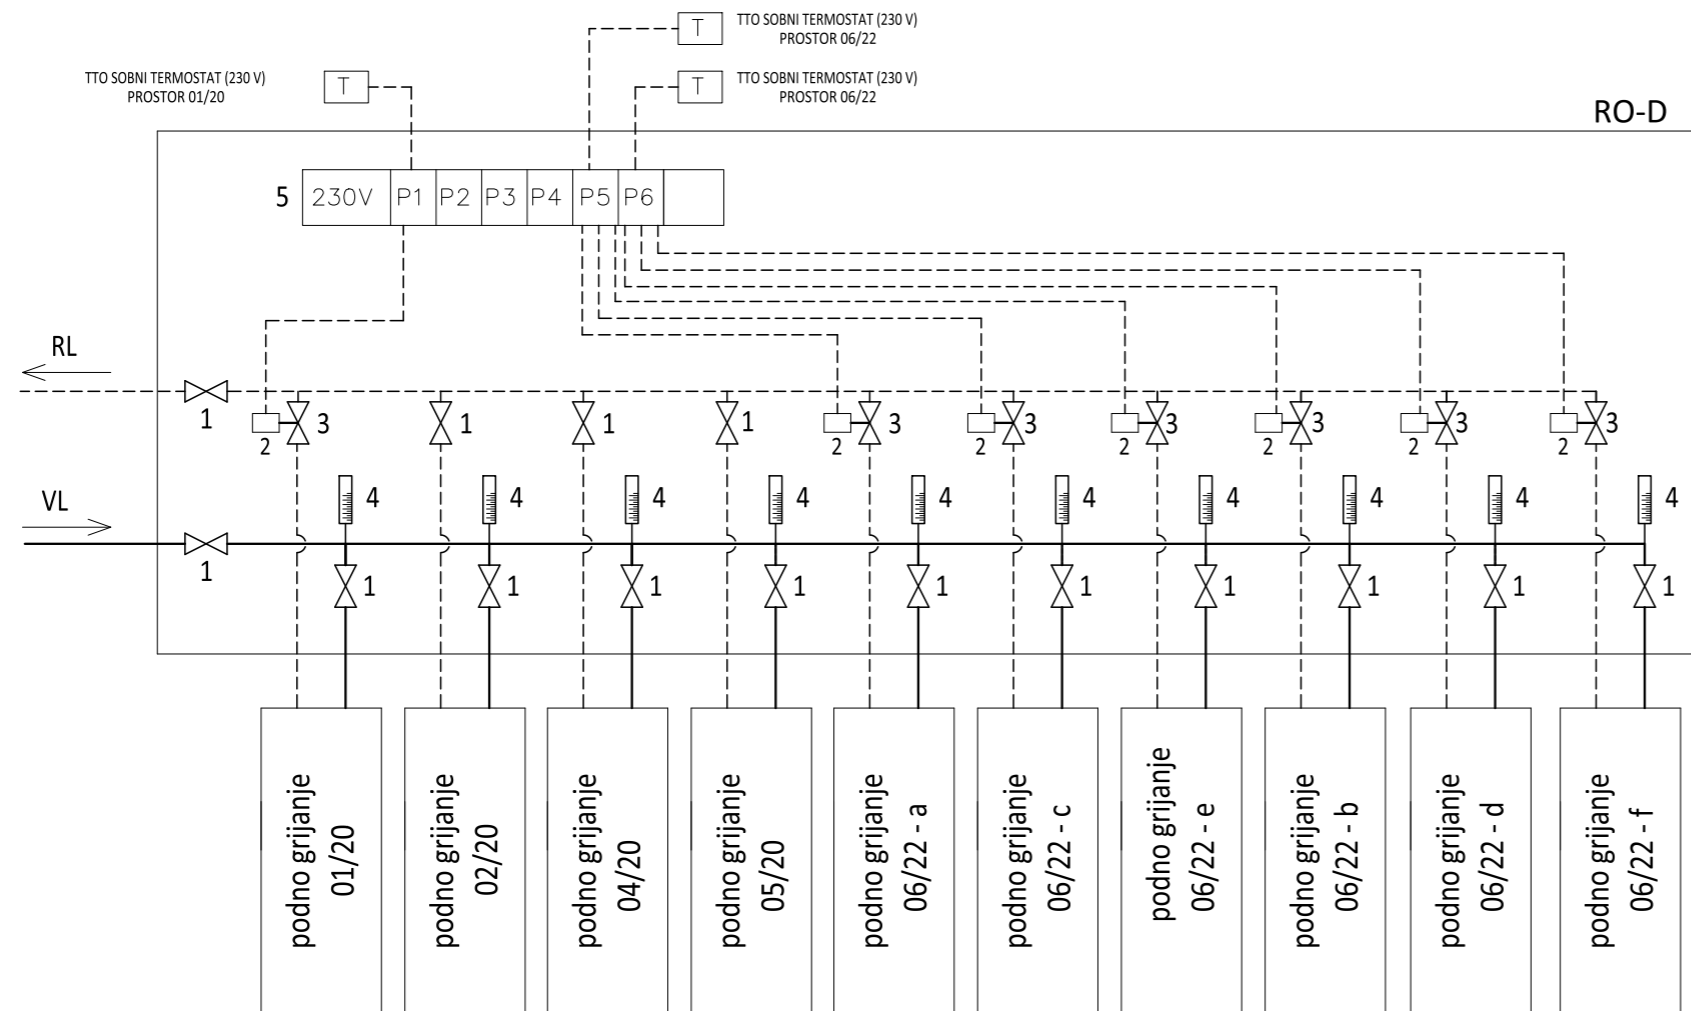 TTO SOBNI TERMOSTAT (230 V)
PROSTOR 06/22
T
TTO SOBNI TERMOSTAT (230 V)
PROSTOR 01/20
T
TTO SOBNI TERMOSTAT (230 V)
PROSTOR 06/22
T
RO-D
5
230V P1 P2 P3 P4 P5 P6
RL
1
2 3
1
1
1
2 3
2 3
2 3
2 3
2 3
2 3
VL
4 4 4 4 4 4 4 4 4 4
1
1 1 1 1 1 1 1 1 1 1
podno grijanje
01/20
podno grijanje
02/20
podno grijanje
04/20
podno grijanje
05/20
podno grijanje
06/22 - a
podno grijanje
06/22 - c
podno grijanje
06/22 - e
podno grijanje
06/22 - b
podno grijanje
06/22 - d
podno grijanje
06/22 - f